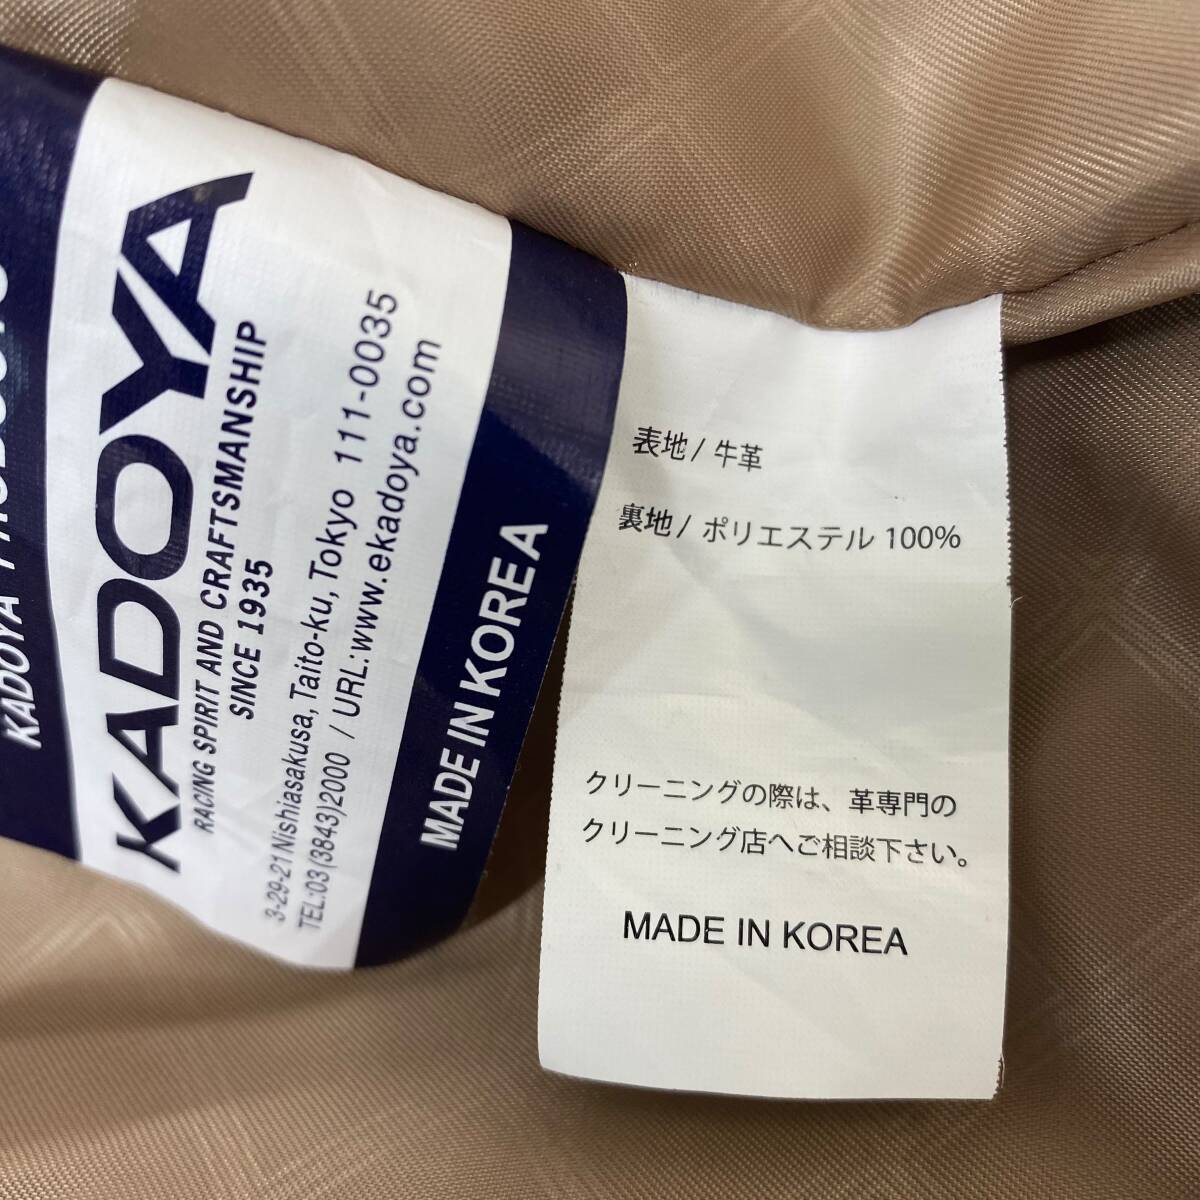 KADOYA
KADOYA
RACING SPIRIT AND CRAFTSMANSHIP
SINCE 1935
3-29-21 Nishiasakusa, Taito-ku, Tokyo 111-0035
TEL:03(3843)2000 / URL:www.ekadoya.com
MADE IN KOREA
表地 / 牛革
裏地 / ポリエステル 100%
クリーニングの際は、革専門の
クリーニング店へご相談下さい。
MADE IN KOREA